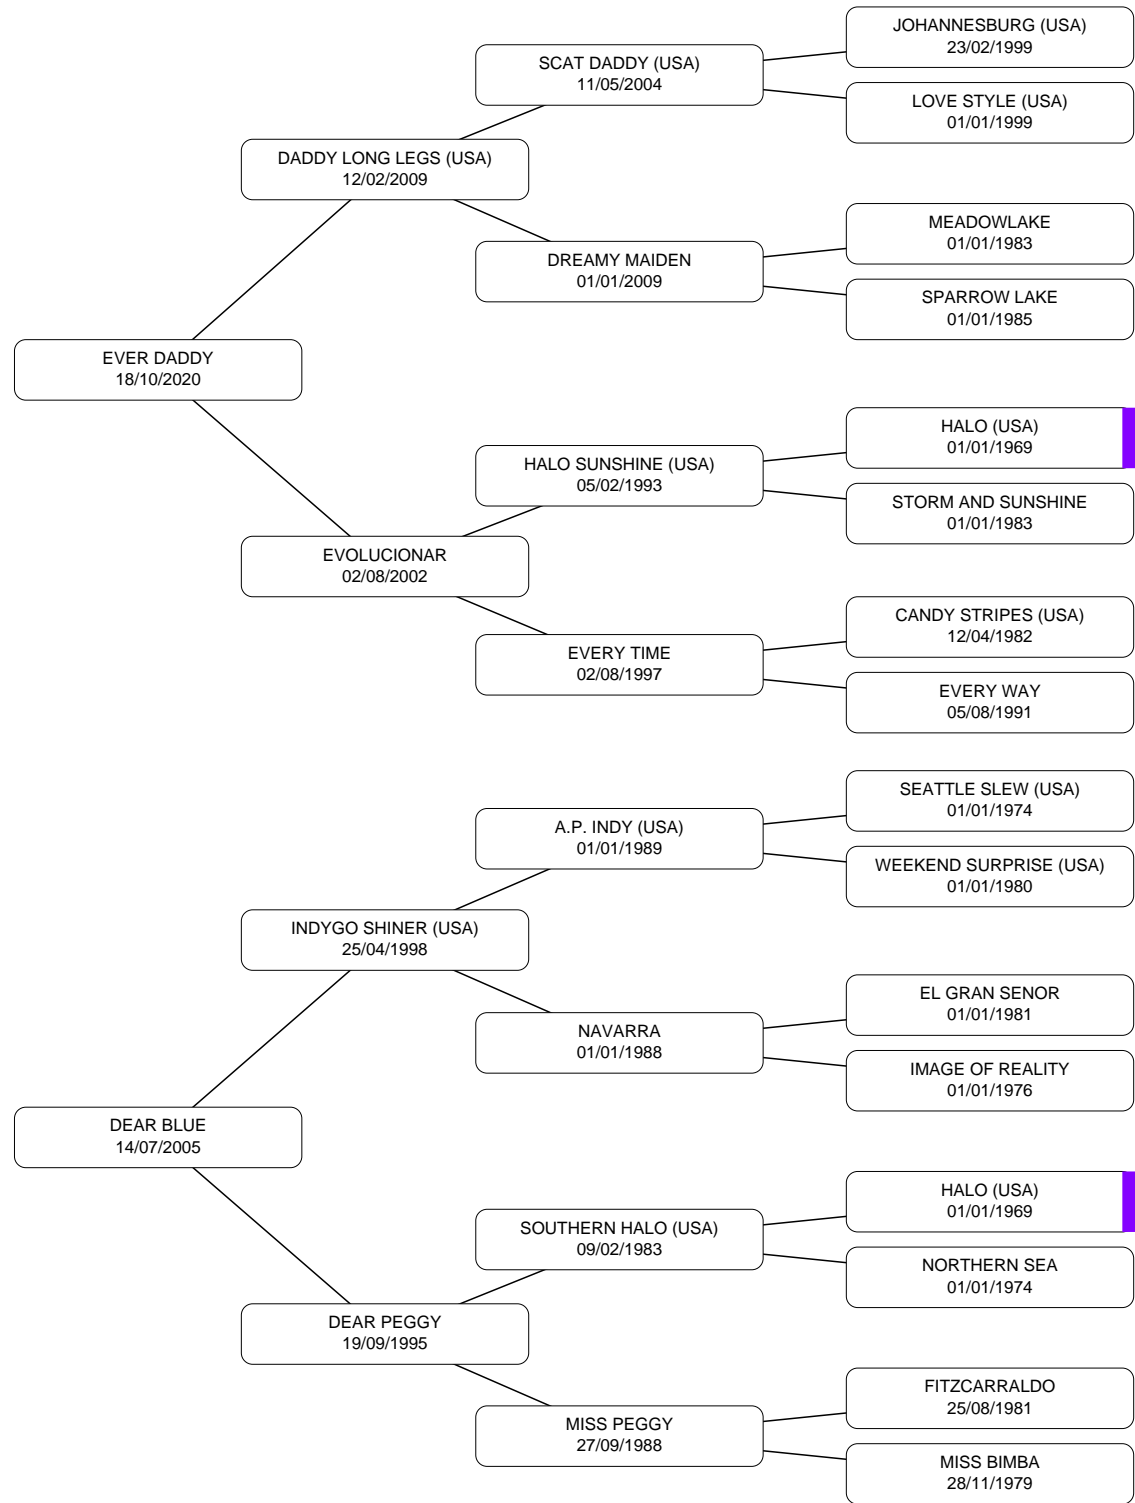 JOHANNESBURG (USA)
23/02/1999
SCAT DADDY (USA)
11/05/2004
LOVE STYLE (USA)
01/01/1999
DADDY LONG LEGS (USA)
12/02/2009
MEADOWLAKE
01/01/1983
DREAMY MAIDEN
01/01/2009
SPARROW LAKE
01/01/1985
EVER DADDY
18/10/2020
HALO (USA)
01/01/1969
HALO SUNSHINE (USA)
05/02/1993
STORM AND SUNSHINE
01/01/1983
EVOLUCIONAR
02/08/2002
CANDY STRIPES (USA)
12/04/1982
EVERY TIME
02/08/1997
EVERY WAY
05/08/1991
SEATTLE SLEW (USA)
01/01/1974
A.P. INDY (USA)
01/01/1989
WEEKEND SURPRISE (USA)
01/01/1980
INDYGO SHINER (USA)
25/04/1998
EL GRAN SENOR
01/01/1981
NAVARRA
01/01/1988
IMAGE OF REALITY
01/01/1976
DEAR BLUE
14/07/2005
HALO (USA)
01/01/1969
SOUTHERN HALO (USA)
09/02/1983
NORTHERN SEA
01/01/1974
DEAR PEGGY
19/09/1995
FITZCARRALDO
25/08/1981
MISS PEGGY
27/09/1988
MISS BIMBA
28/11/1979